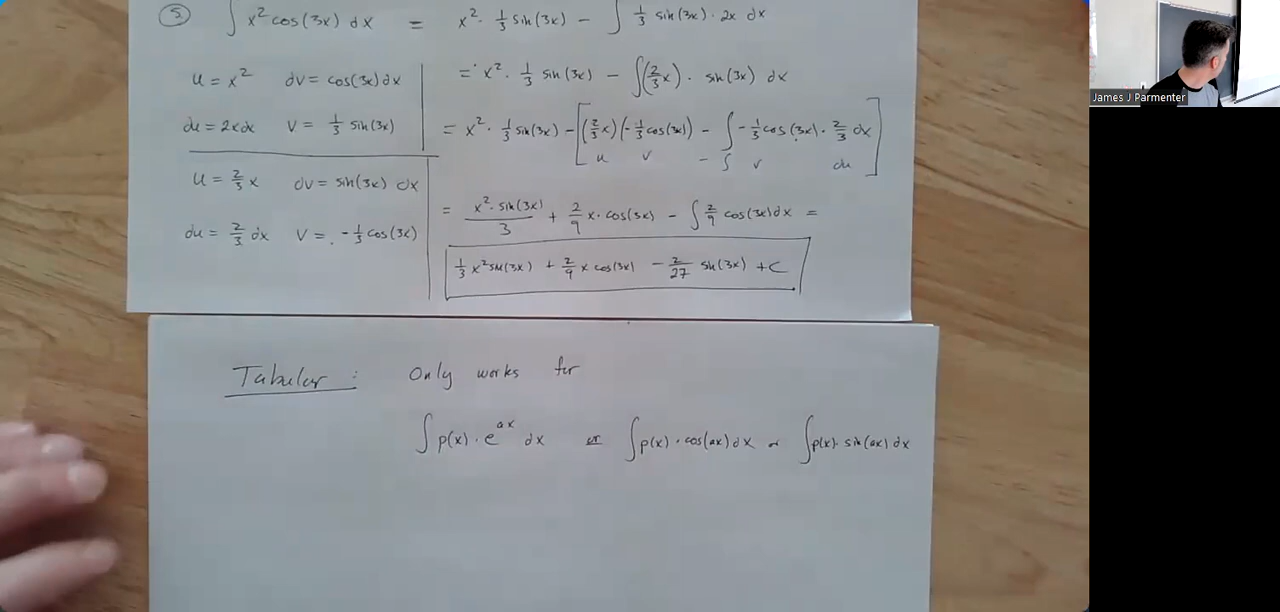 ⑤ ∫ x² cos(3x) dx = x² · 1/3 sin(3x) − ∫ 1/3 sin(3x) · 2x dx
u = x² dv = cos(3x) dx
= x² · 1/3 sin(3x) − ∫(2/3 x) · sin(3x) dx
du = 2x dx v = 1/3 sin(3x)
= x² · 1/3 sin(3x) − [(2/3 x)(−1/3 cos(3x)) − ∫ −1/3 cos(3x) · 2/3 dx]
u v − ∫ v du
u = 2/3 x dv = sin(3x) dx
du = 2/3 dx v = −1/3 cos(3x)
= x² · sin(3x)/3 + 2/9 x · cos(3x) − ∫ 2/9 cos(3x) dx =
1/3 x² sin(3x) + 2/9 x cos(3x) − 2/27 sin(3x) + C
Tabular : Only works for
∫ p(x) · e^ax dx or ∫ p(x) · cos(ax) dx or ∫ p(x) · sin(ax) dx
James J Parmenter